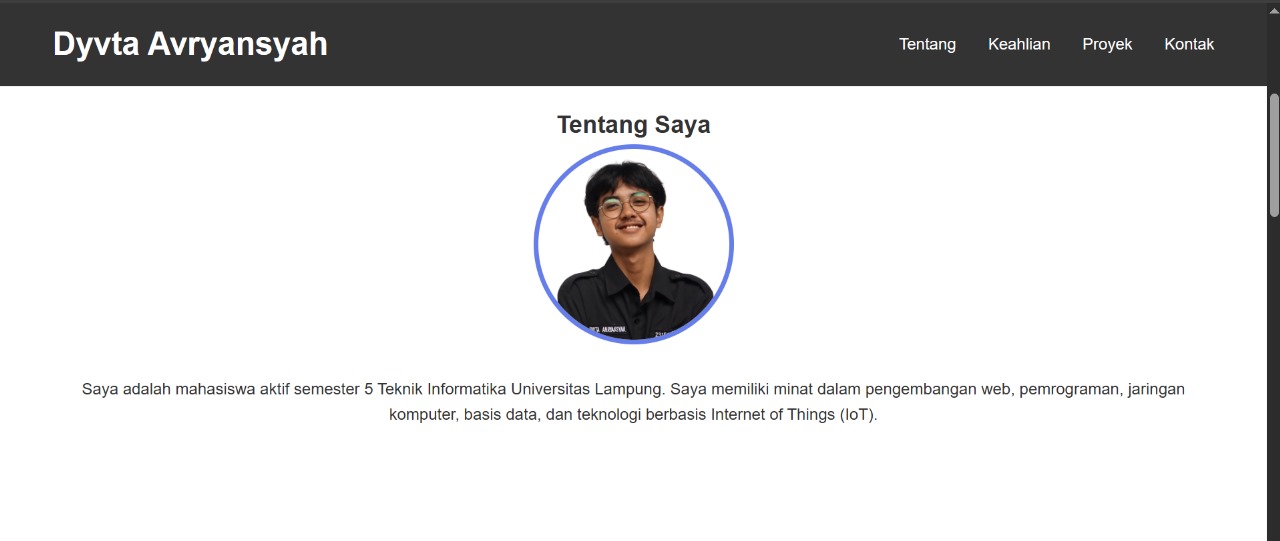 Dyvta Avryansyah
Tentang Keahlian Proyek Kontak
Tentang Saya
Saya adalah mahasiswa aktif semester 5 Teknik Informatika Universitas Lampung. Saya memiliki minat dalam pengembangan web, pemrograman, jaringan
komputer, basis data, dan teknologi berbasis Internet of Things (IoT).